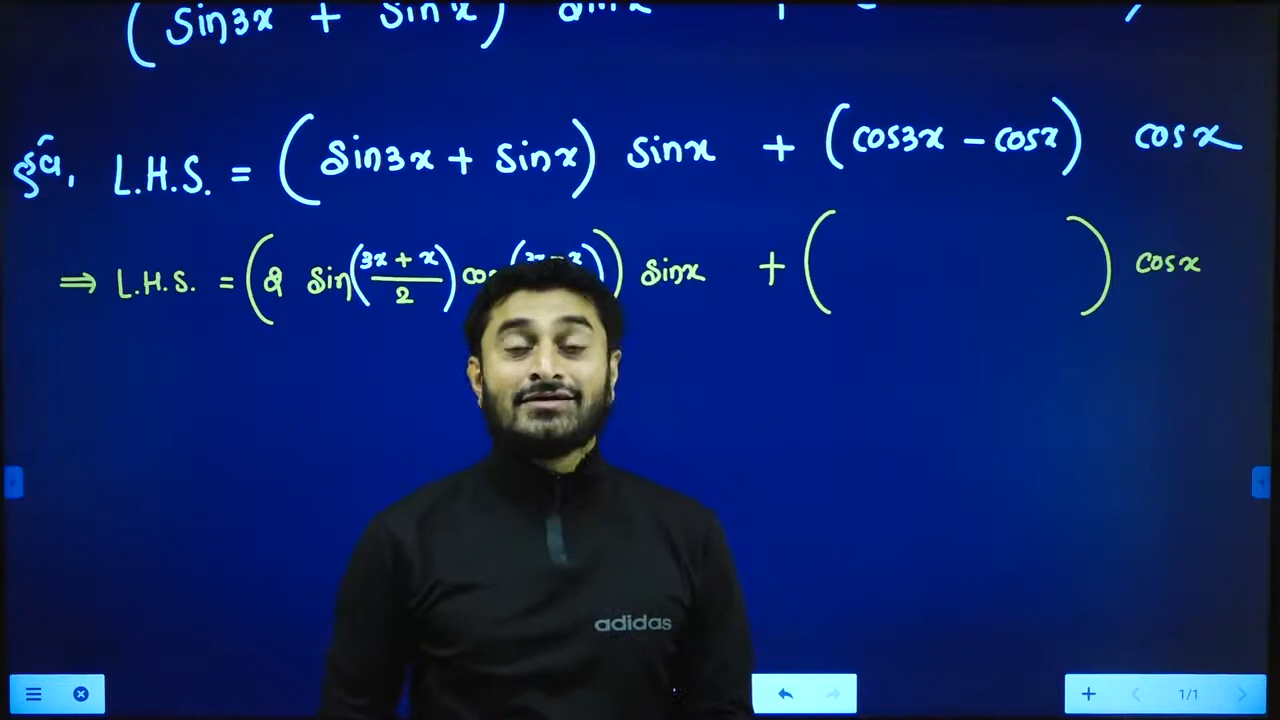 (sin3x + sinx)
હવે, L.H.S. = (sin3x + sinx) sinx + (cos3x - cosx) cosx
⇒ L.H.S. = (2 sin((3x + x)/2) cos( ) ) sinx + ( ) cosx
adidas
1/1